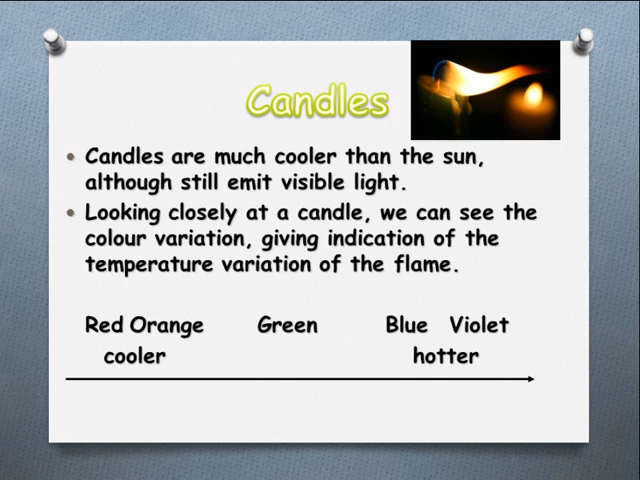 Candles
• Candles are much cooler than the sun,
although still emit visible light.
• Looking closely at a candle, we can see the
colour variation, giving indication of the
temperature variation of the flame.
Red Orange Green Blue Violet
cooler hotter